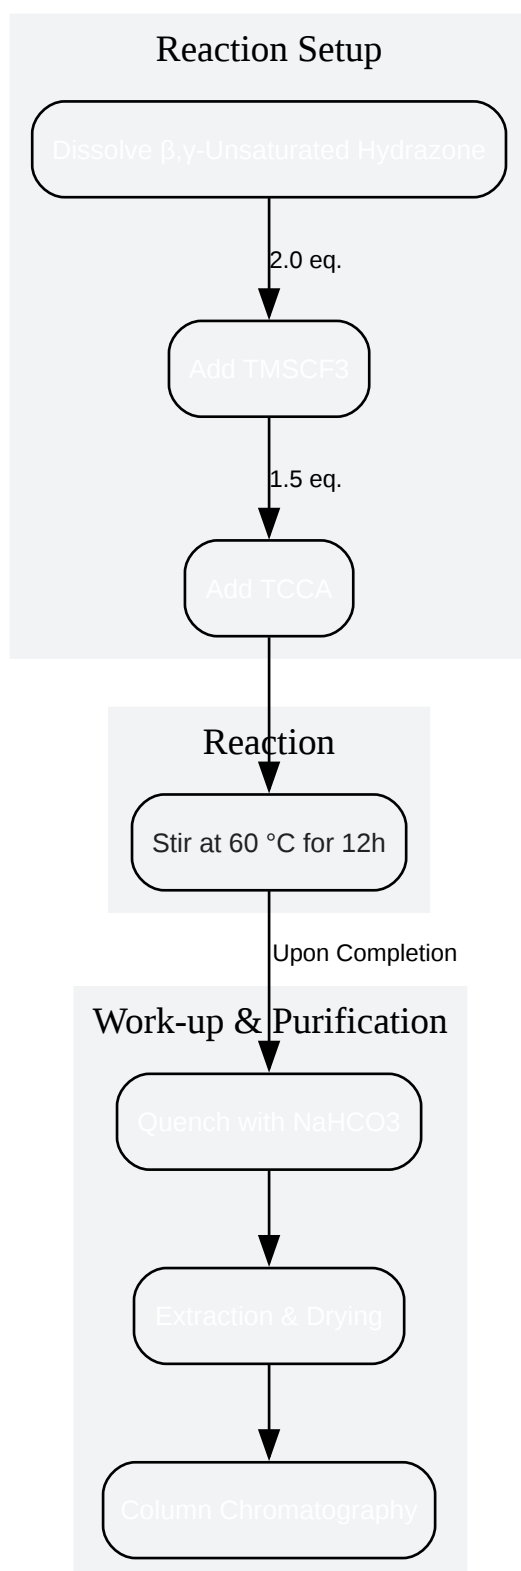 Reaction Setup
Dissolve β,γ-Unsaturated Hydrazone
2.0 eq.
Add TMSCF3
1.5 eq.
Add TCCA
Reaction
Stir at 60 °C for 12h
Upon Completion
Work-up & Purification
Quench with NaHCO3
Extraction & Drying
Column Chromatography